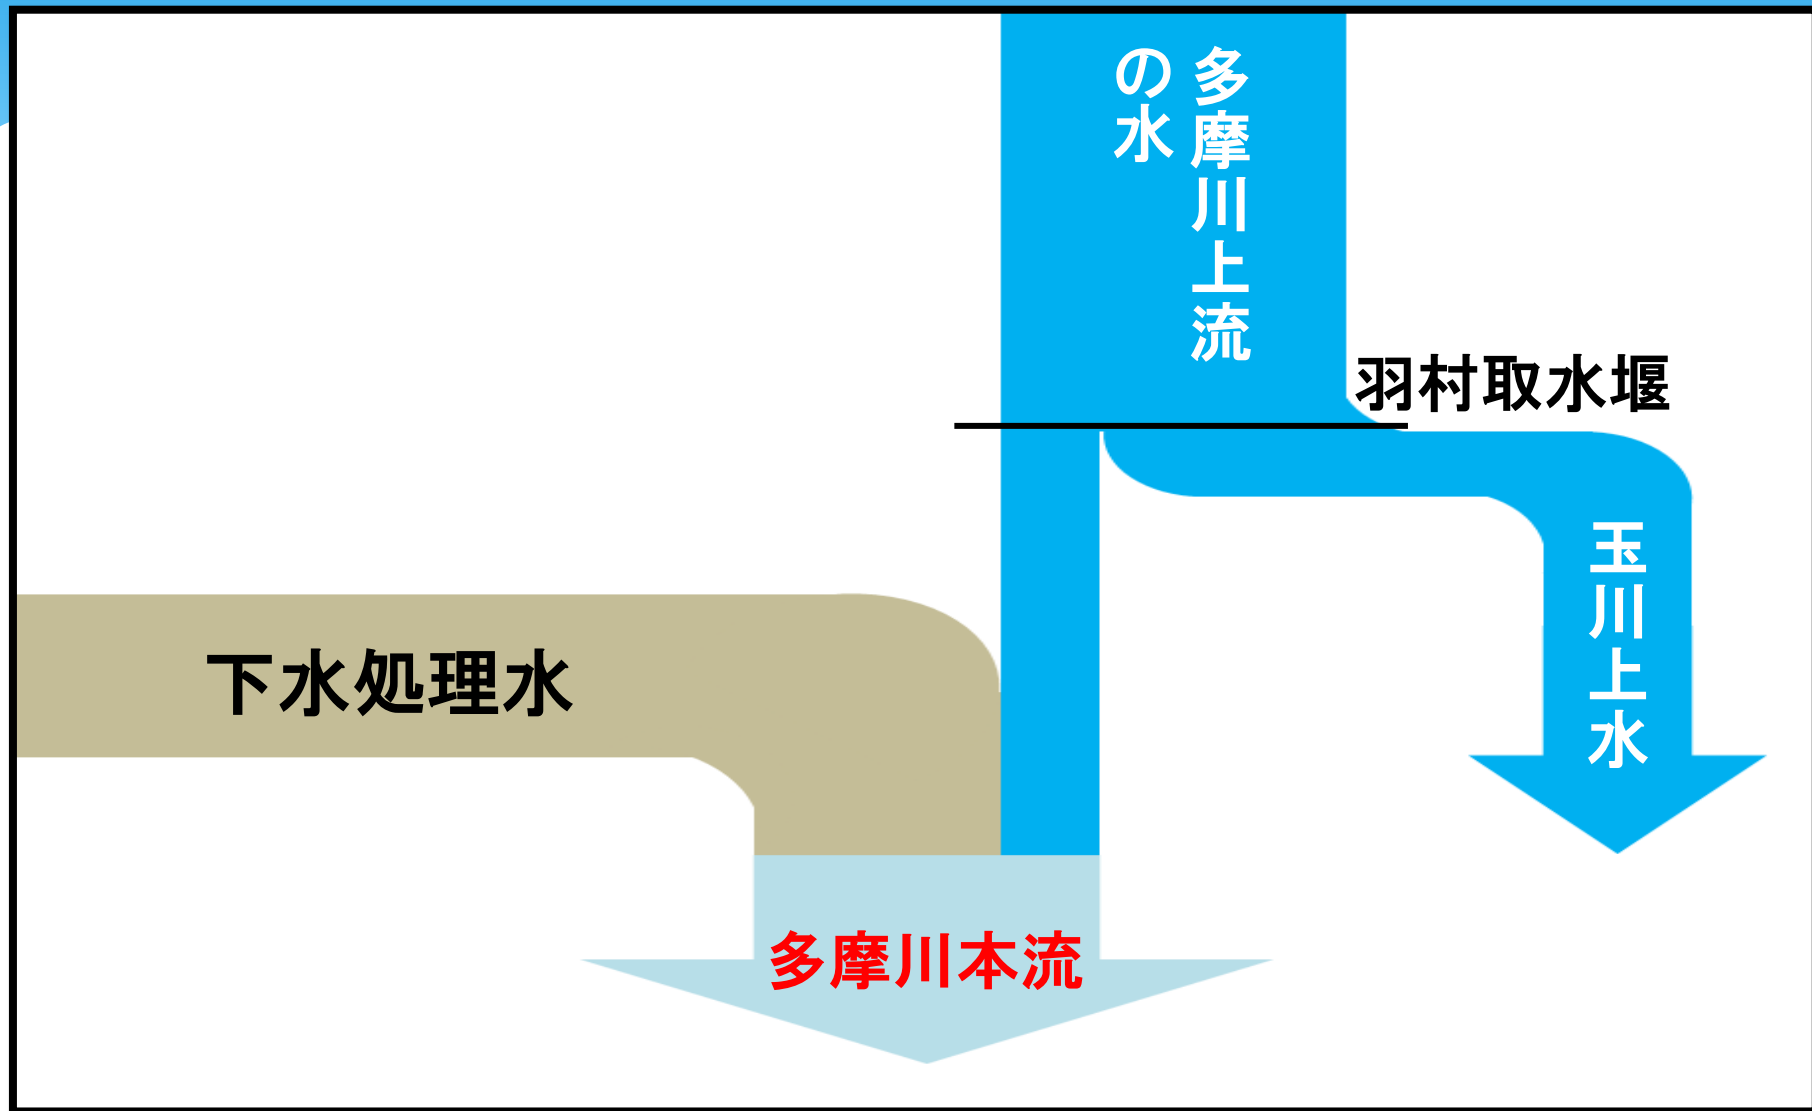 多摩川上流
の水
羽村取水堰
玉川上水
下水処理水
多摩川本流